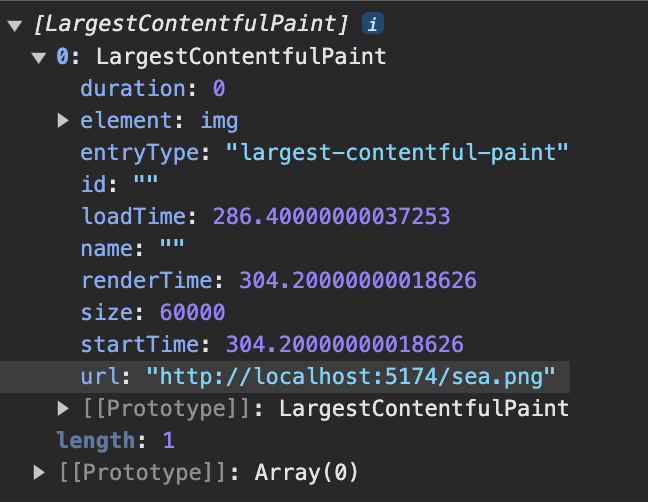 [LargestContentfulPaint] i
0: LargestContentfulPaint
duration: 0
element: img
entryType: "largest-contentful-paint"
id: ""
loadTime: 286.40000000037253
name: ""
renderTime: 304.20000000018626
size: 60000
startTime: 304.20000000018626
url: "http://localhost:5174/sea.png"
[[Prototype]]: LargestContentfulPaint
length: 1
[[Prototype]]: Array(0)